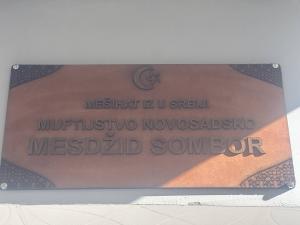 MEŠIHAT IZ U SRBIJI
MUFTIJSTVO NOVOSADSKO
MESDŽID SOMBOR